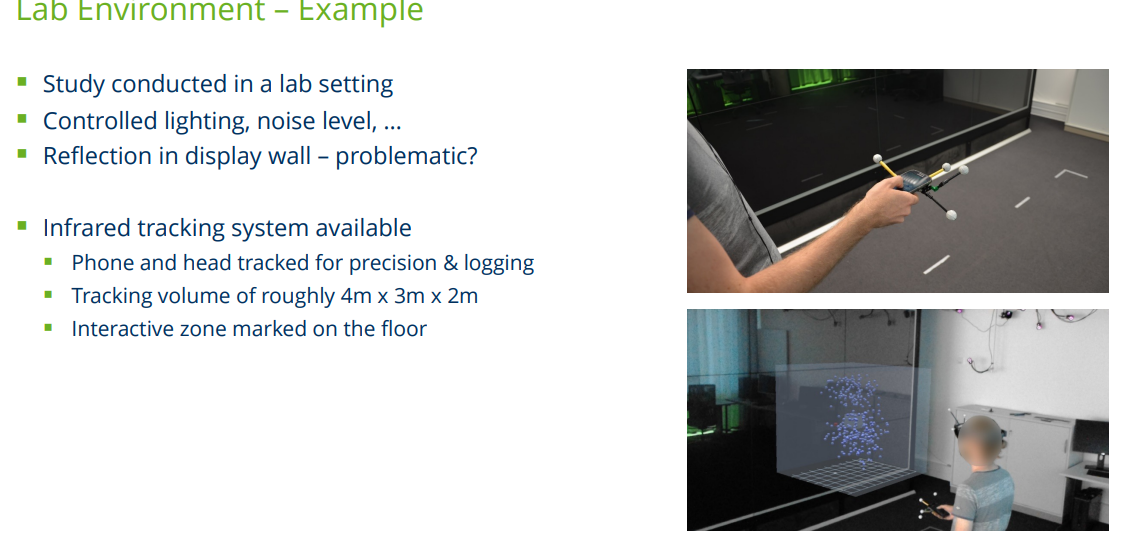 Lab Environment – Example
Study conducted in a lab setting
Controlled lighting, noise level, ...
Reflection in display wall – problematic?
Infrared tracking system available
Phone and head tracked for precision & logging
Tracking volume of roughly 4m x 3m x 2m
Interactive zone marked on the floor